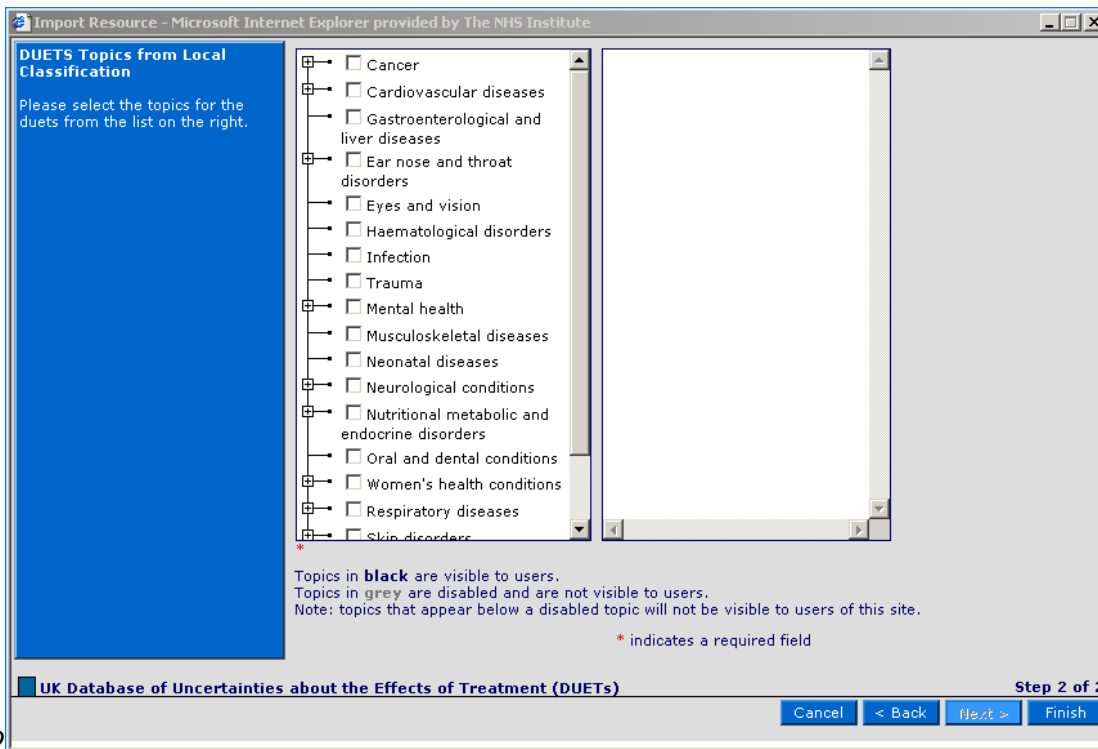 Import Resource - Microsoft Internet Explorer provided by The NHS Institute
DUETS Topics from Local
Classification
Please select the topics for the
duets from the list on the right.
Cancer
Cardiovascular diseases
Gastroenterological and
liver diseases
Ear nose and throat
disorders
Eyes and vision
Haematological disorders
Infection
Trauma
Mental health
Musculoskeletal diseases
Neonatal diseases
Neurological conditions
Nutritional metabolic and
endocrine disorders
Oral and dental conditions
Women's health conditions
Respiratory diseases
Skin disorders
*
Topics in black are visible to users.
Topics in grey are disabled and are not visible to users.
Note: topics that appear below a disabled topic will not be visible to users of this site.
* indicates a required field
UK Database of Uncertainties about the Effects of Treatment (DUETs)
Step 2 of 2
Cancel < Back Next > Finish